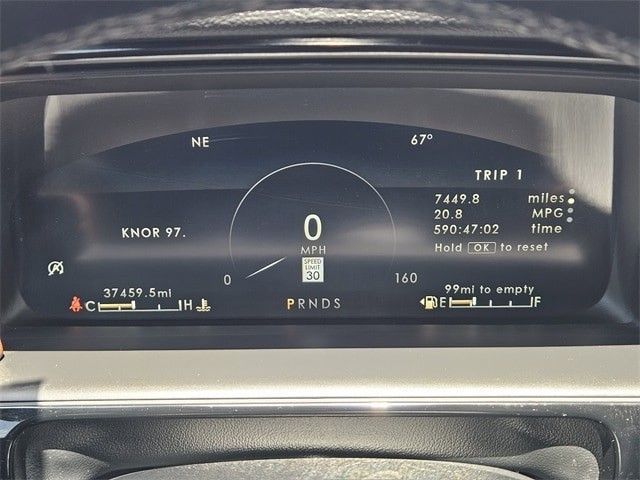 NE
67°
TRIP 1
7449.8 miles
20.8 MPG
590:47:02 time
Hold OK to reset
KNOR 97.
0
MPH
SPEED
LIMIT
30
0
160
37459.5mi
99mi to empty
C H
PRNDS
E F